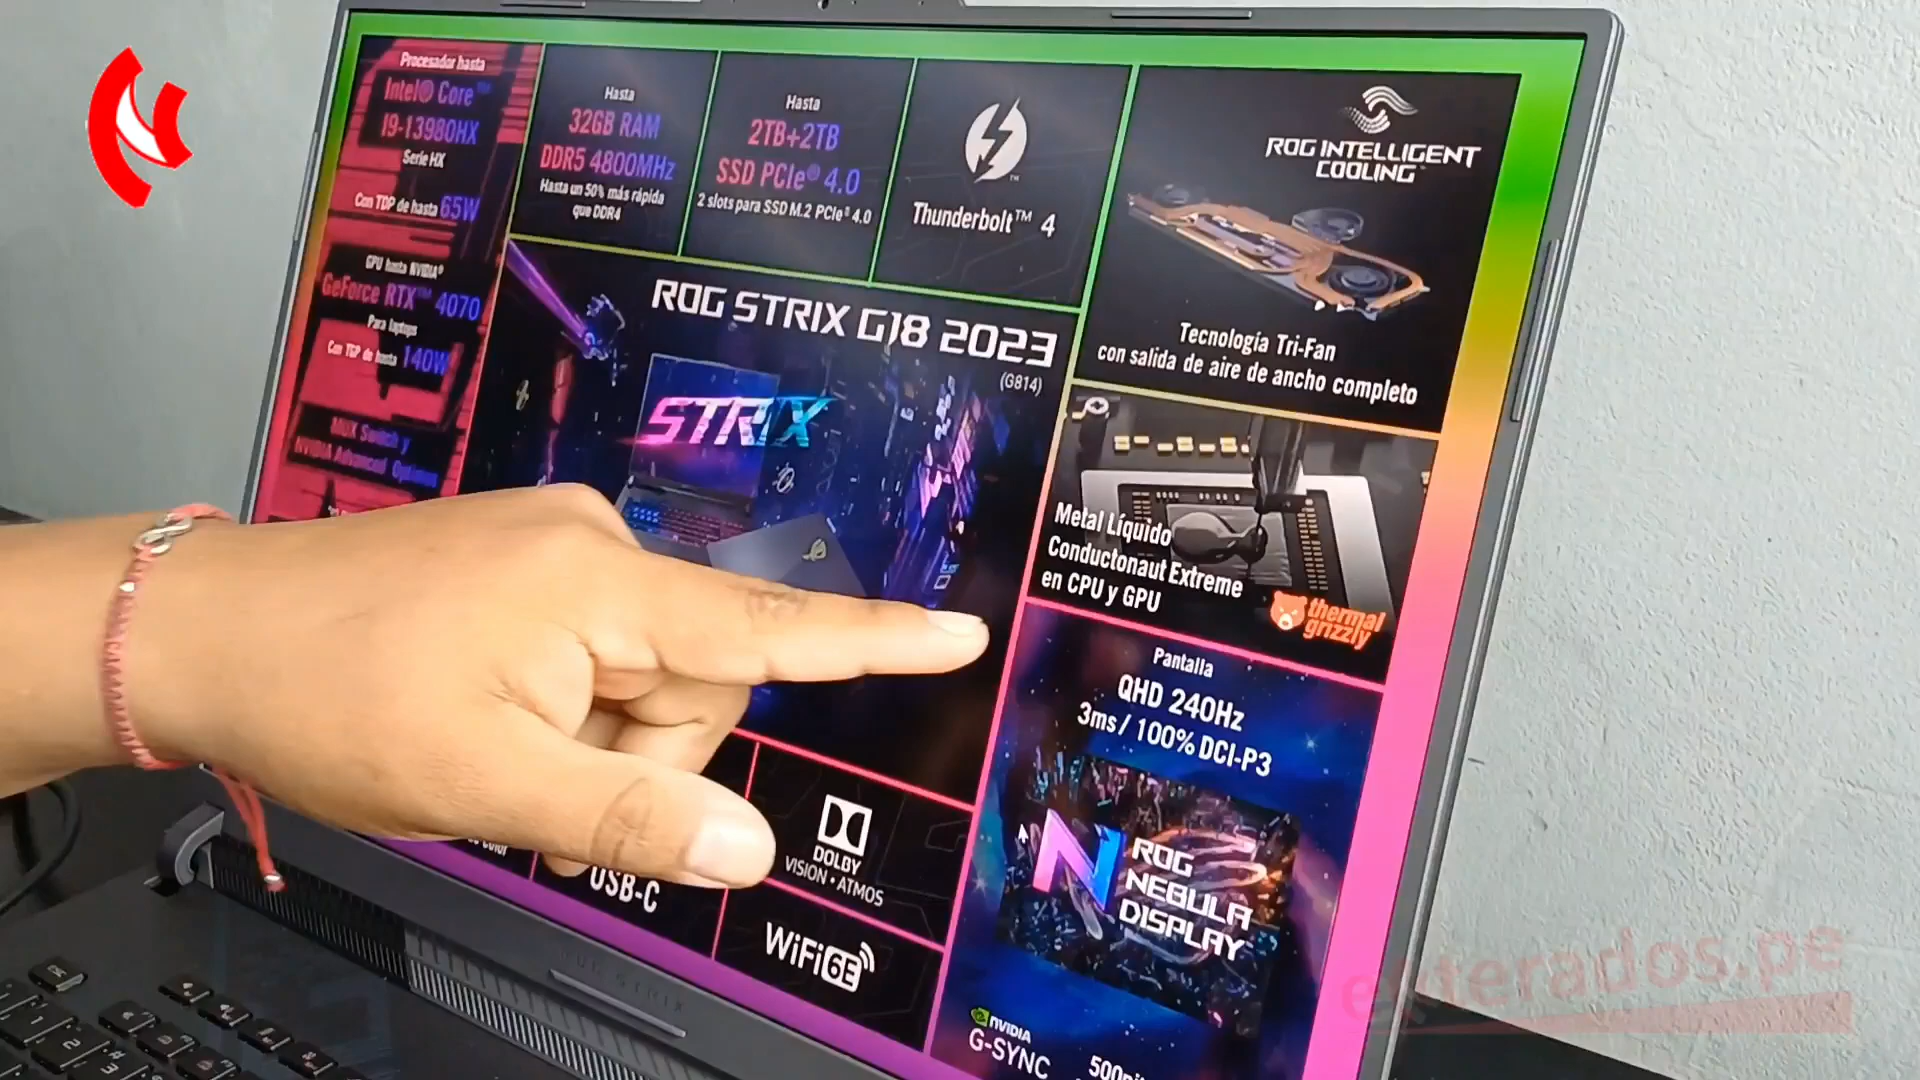 Procesador hasta
Intel® Core™
I9-13980HX
Serie HX
Con TDP de hasta 65W
GPU hasta NVIDIA®
GeForce RTX™ 4070
Para laptops
Con TGP de hasta 140W
MUX Switch y
NVIDIA Advanced Optimus
Hasta
32GB RAM
DDR5 4800MHz
Hasta un 50% más rápida
que DDR4
Hasta
2TB+2TB
SSD PCIe® 4.0
2 slots para SSD M.2 PCIe® 4.0
Thunderbolt™ 4
ROG INTELLIGENT
COOLING
Tecnología Tri-Fan
con salida de aire de ancho completo
ROG STRIX G18 2023
(G814)
STRIX
Metal Líquido
Conductonaut Extreme
en CPU y GPU
thermal
grizzly
Pantalla
QHD 240Hz
3ms / 100% DCI-P3
ROG
NEBULA
DISPLAY
NVIDIA
G-SYNC
USB-C
DOLBY
VISION • ATMOS
WiFi 6E
ROG STRIX
enterados.pe